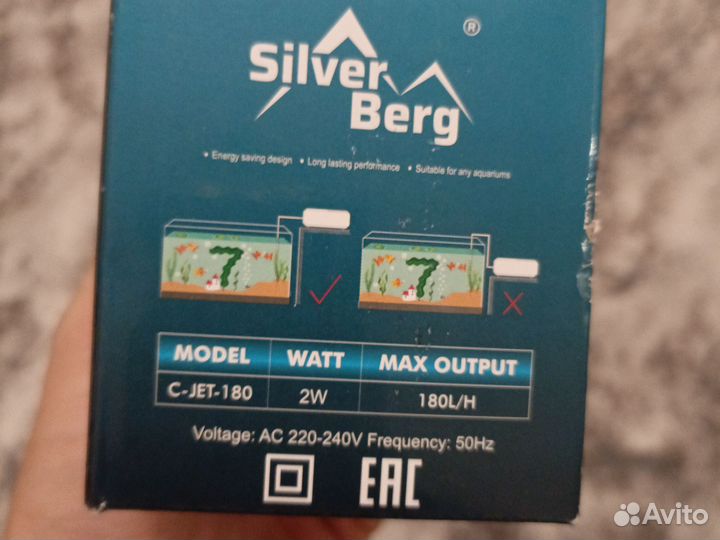 Silver ®
Berg
• Energy saving design • Long lasting performance • Suitable for any aquariums
MODEL WATT MAX OUTPUT
C-JET-180 2W 180L/H
Voltage: AC 220-240V Frequency: 50Hz
EAC
Avito